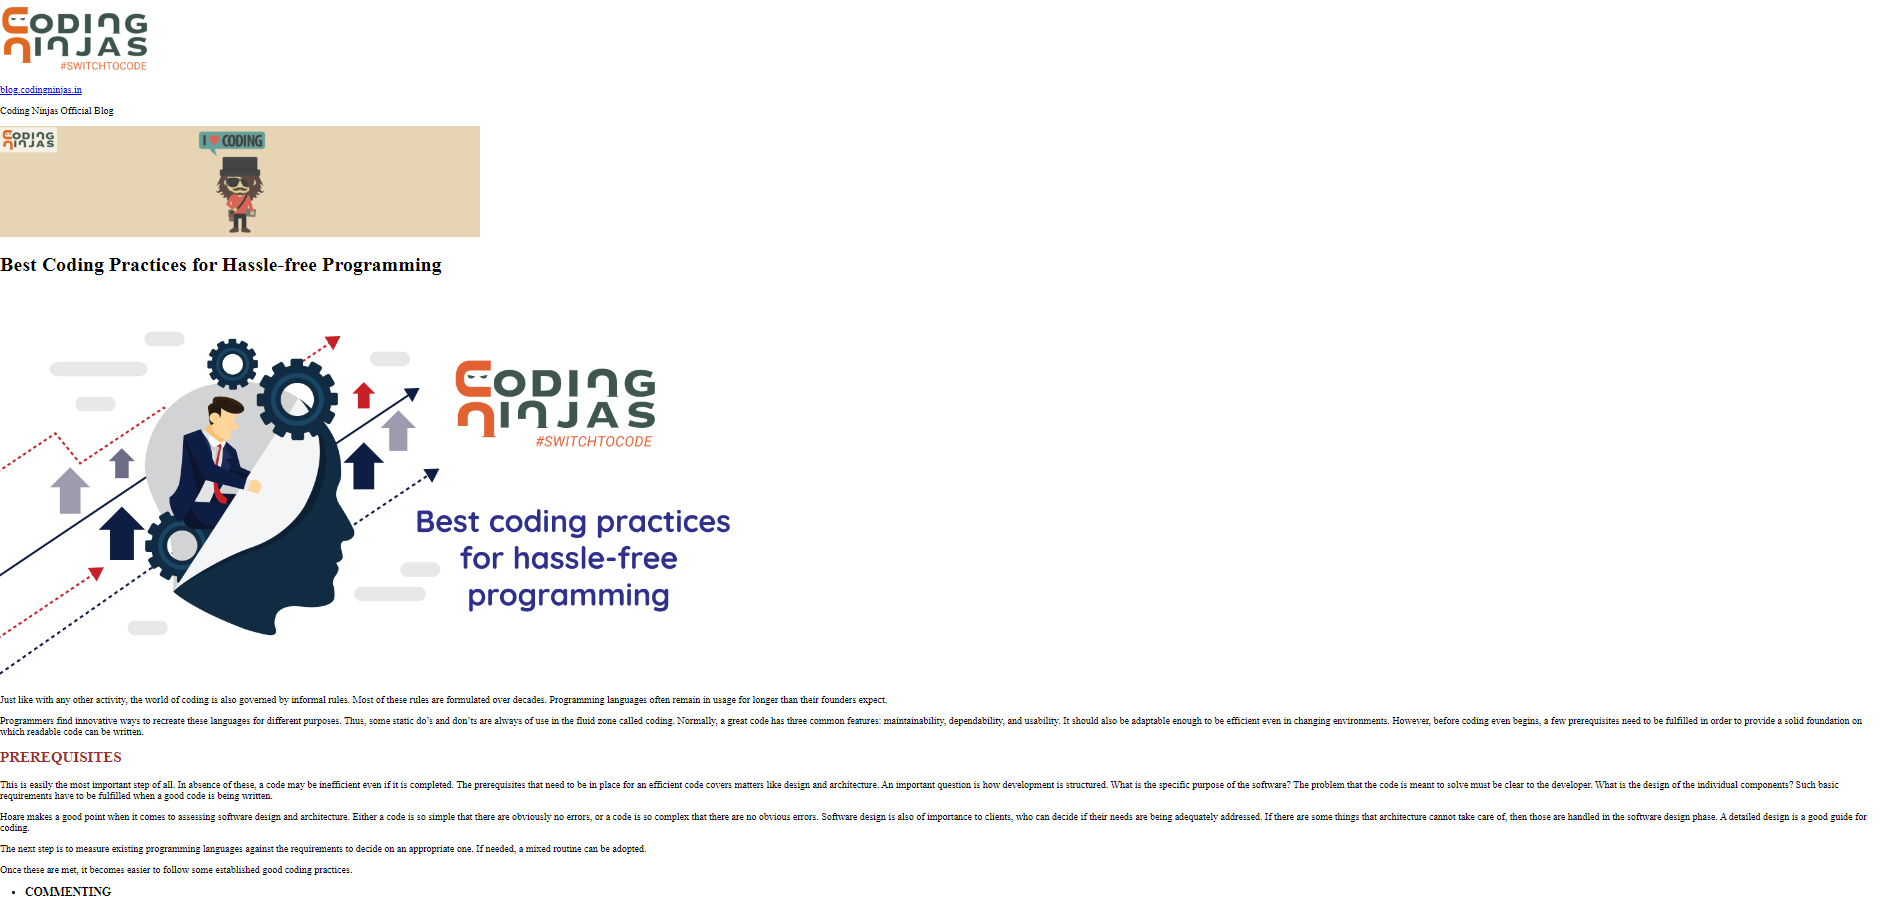 CODING
NINJAS
#SWITCHTOCODE
blog.codingninjas.in
Coding Ninjas Official Blog
CODING
NINJAS
I CODING
Best Coding Practices for Hassle-free Programming
CODING
NINJAS
#SWITCHTOCODE
Best coding practices
for hassle-free
programming
Just like with any other activity, the world of coding is also governed by informal rules. Most of these rules are formulated over decades. Programming languages often remain in usage for longer than their founders expect.
Programmers find innovative ways to recreate these languages for different purposes. Thus, some static do’s and don’ts are always of use in the fluid zone called coding. Normally, a great code has three common features: maintainability, dependability, and usability. It should also be adaptable enough to be efficient even in changing environments. However, before coding even begins, a few prerequisites need to be fulfilled in order to provide a solid foundation on
which readable code can be written.
PREREQUISITES
This is easily the most important step of all. In absence of these, a code may be inefficient even if it is completed. The prerequisites that need to be in place for an efficient code covers matters like design and architecture. An important question is how development is structured. What is the specific purpose of the software? The problem that the code is meant to solve must be clear to the developer. What is the design of the individual components? Such basic
requirements have to be fulfilled when a good code is being written.
Hoare makes a good point when it comes to assessing software design and architecture. Either a code is so simple that there are obviously no errors, or a code is so complex that there are no obvious errors. Software design is also of importance to clients, who can decide if their needs are being adequately addressed. If there are some things that architecture cannot take care of, then those are handled in the software design phase. A detailed design is a good guide for
coding.
The next step is to measure existing programming languages against the requirements to decide on an appropriate one. If needed, a mixed routine can be adopted.
Once these are met, it becomes easier to follow some established good coding practices.
• COMMENTING